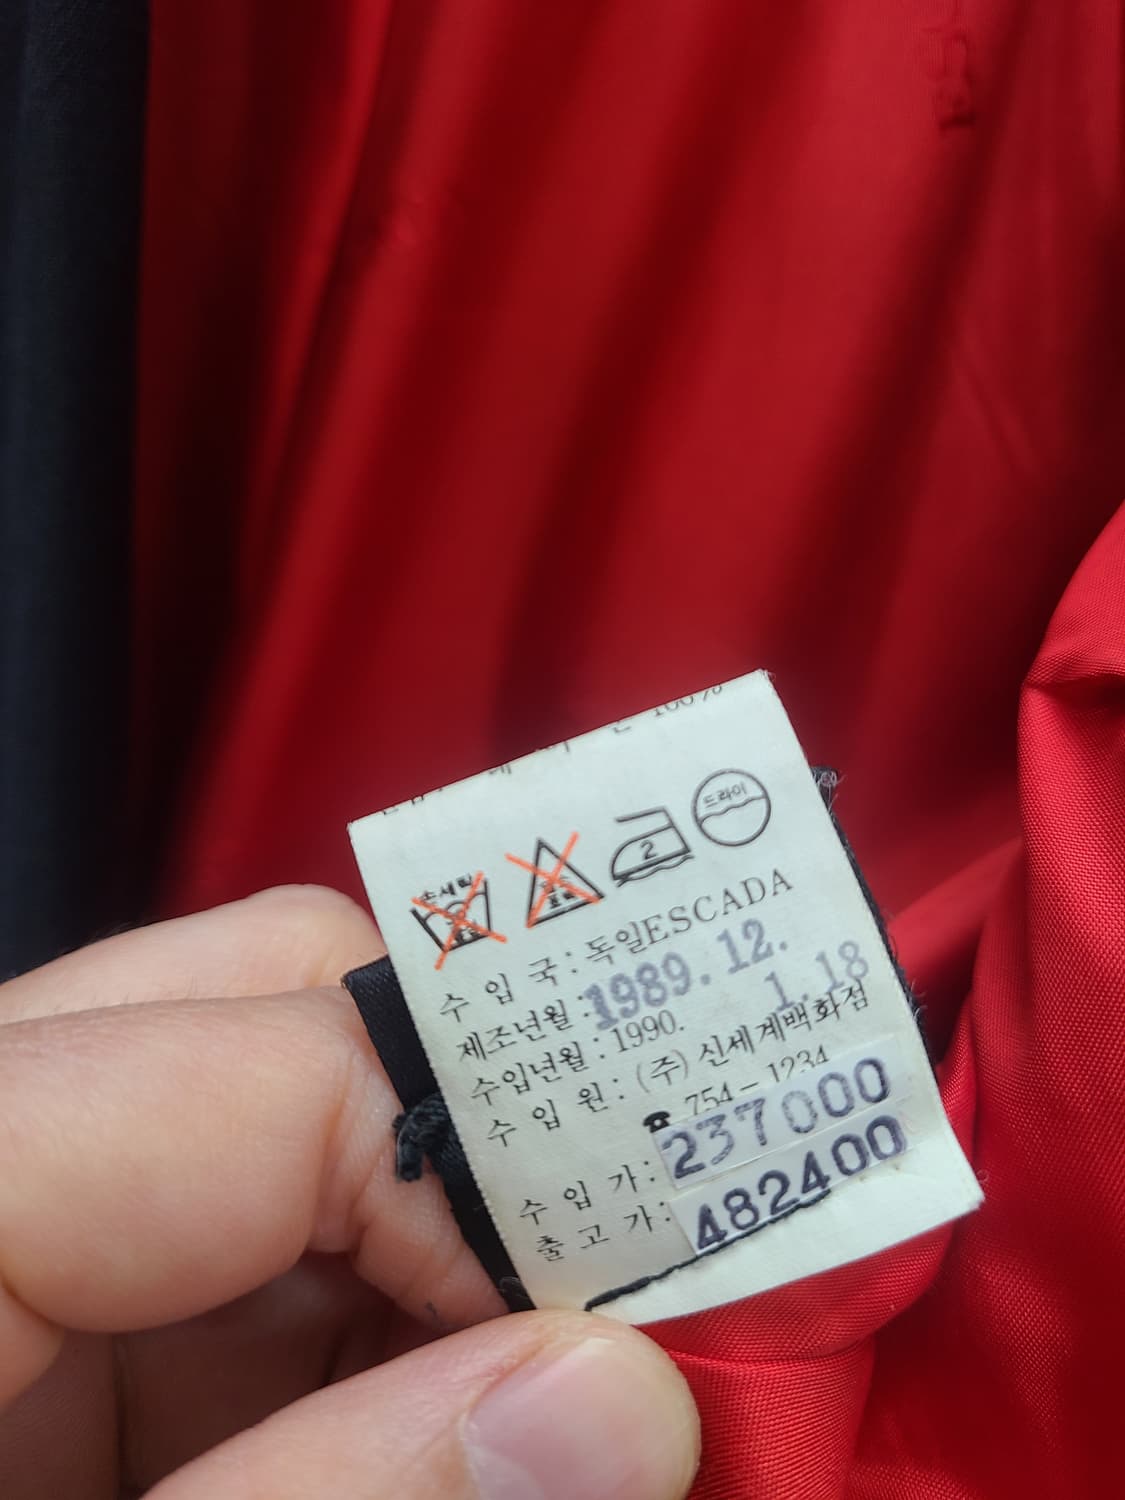 100%
손세탁
2
드라이
수 입 국 : 독일ESCADA
제조년월 : 1989. 12.
수입년월 : 1990. 1. 18
수 입 원 : (주) 신세계백화점
☎ 754-1234
수 입 가 : 237000
출 고 가 : 482400